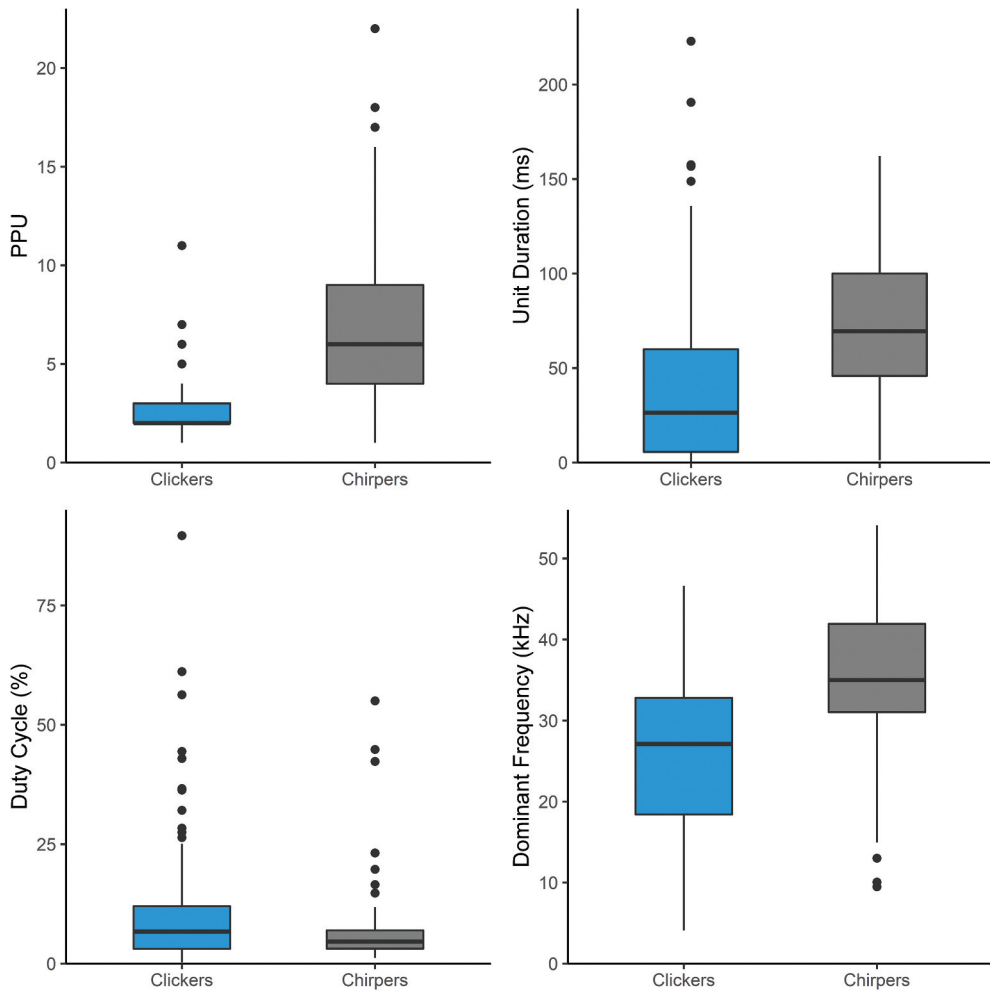 PPU
20
15
10
5
0
Clickers Chirpers
Unit Duration (ms)
200
150
100
50
0
Clickers Chirpers
Duty Cycle (%)
75
50
25
0
Clickers Chirpers
Dominant Frequency (kHz)
50
40
30
20
10
0
Clickers Chirpers